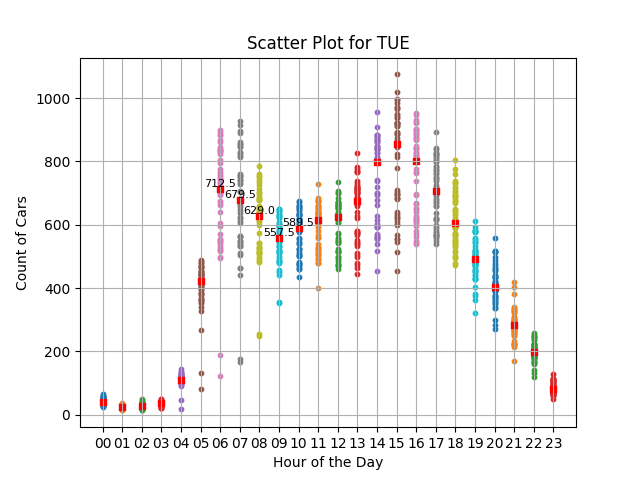 Scatter Plot for TUE
Count of Cars
1000
800
600
400
200
0
712.5
679.5
629.0
557.5
589.5
00 01 02 03 04 05 06 07 08 09 10 11 12 13 14 15 16 17 18 19 20 21 22 23
Hour of the Day